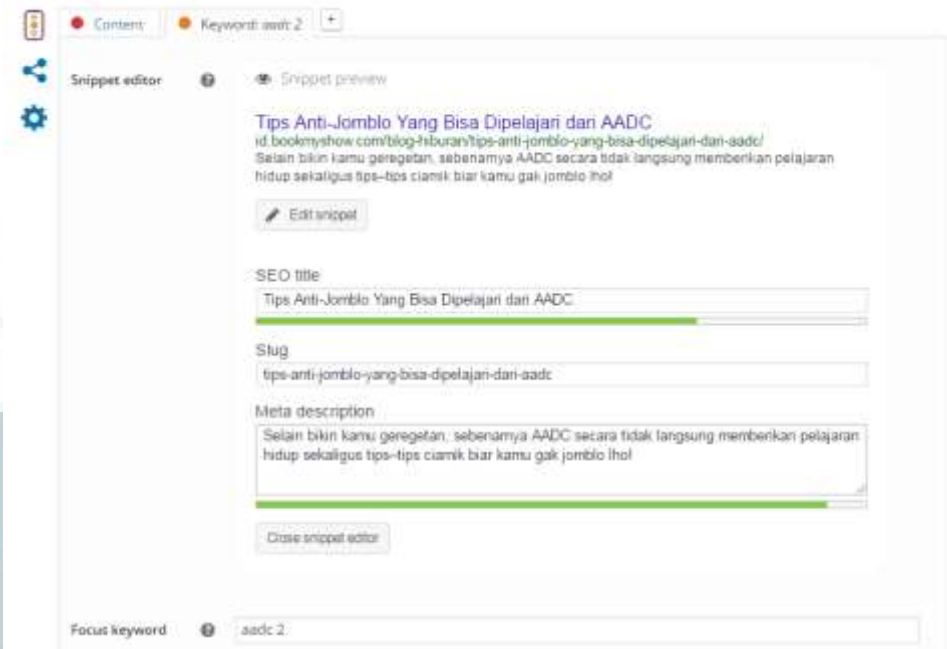 Content
Keyword: aadc 2
+
Snippet editor
Snippet preview
Tips Anti-Jomblo Yang Bisa Dipelajari dari AADC
id.bookmyshow.com/blog-hiburan/tips-anti-jomblo-yang-bisa-dipelajari-dari-aadc/
Selain bikin kamu geregetan, sebenarnya AADC secara tidak langsung memberikan pelajaran
hidup sekaligus tips–tips ciamik biar kamu gak jomblo lho!
Edit snippet
SEO title
Tips Anti-Jomblo Yang Bisa Dipelajari dari AADC
Slug
tips-anti-jomblo-yang-bisa-dipelajari-dari-aadc
Meta description
Selain bikin kamu geregetan, sebenarnya AADC secara tidak langsung memberikan pelajaran
hidup sekaligus tips–tips ciamik biar kamu gak jomblo lho!
Close snippet editor
Focus keyword
aadc 2